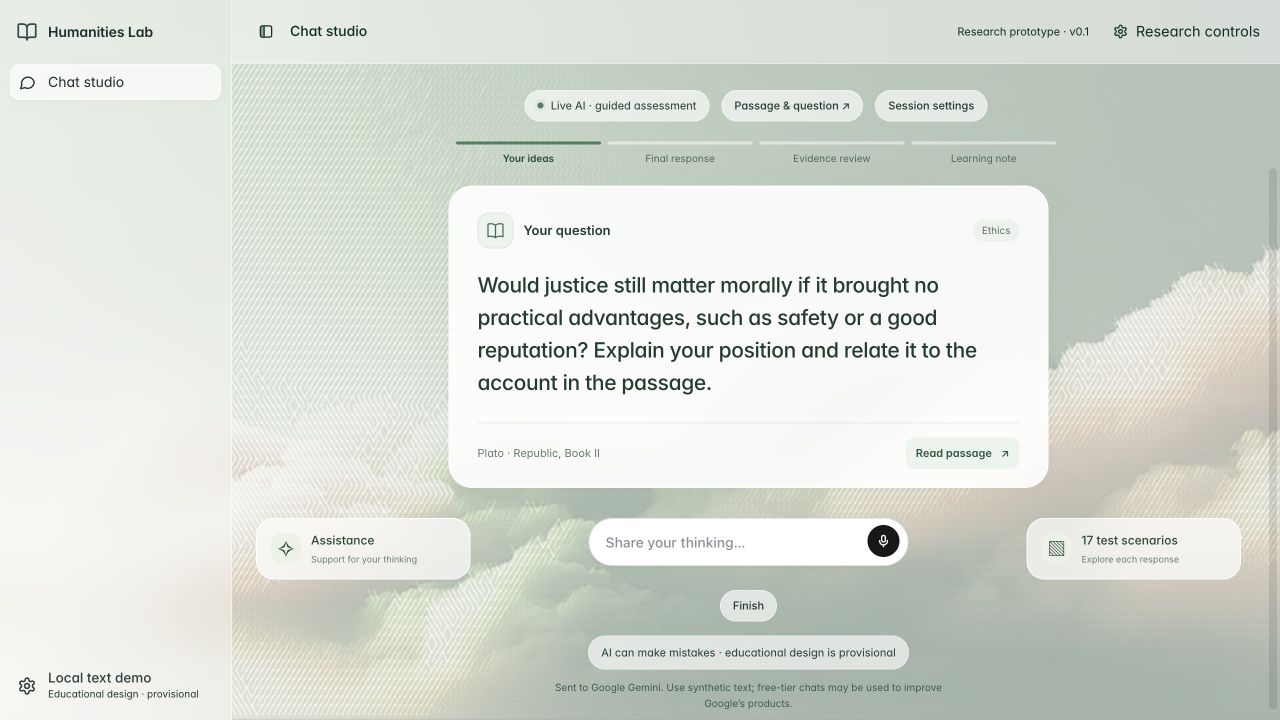 Humanities Lab
Chat studio
Local text demo
Educational design · provisional
Chat studio
Research prototype · v0.1
Research controls
Live AI · guided assessment
Passage & question ↗
Session settings
Your ideas
Final response
Evidence review
Learning note
Your question
Ethics
Would justice still matter morally if it brought no
practical advantages, such as safety or a good
reputation? Explain your position and relate it to the
account in the passage.
Plato · Republic, Book II
Read passage ↗
Assistance
Support for your thinking
Share your thinking...
17 test scenarios
Explore each response
Finish
AI can make mistakes · educational design is provisional
Sent to Google Gemini. Use synthetic text; free-tier chats may be used to improve
Google's products.